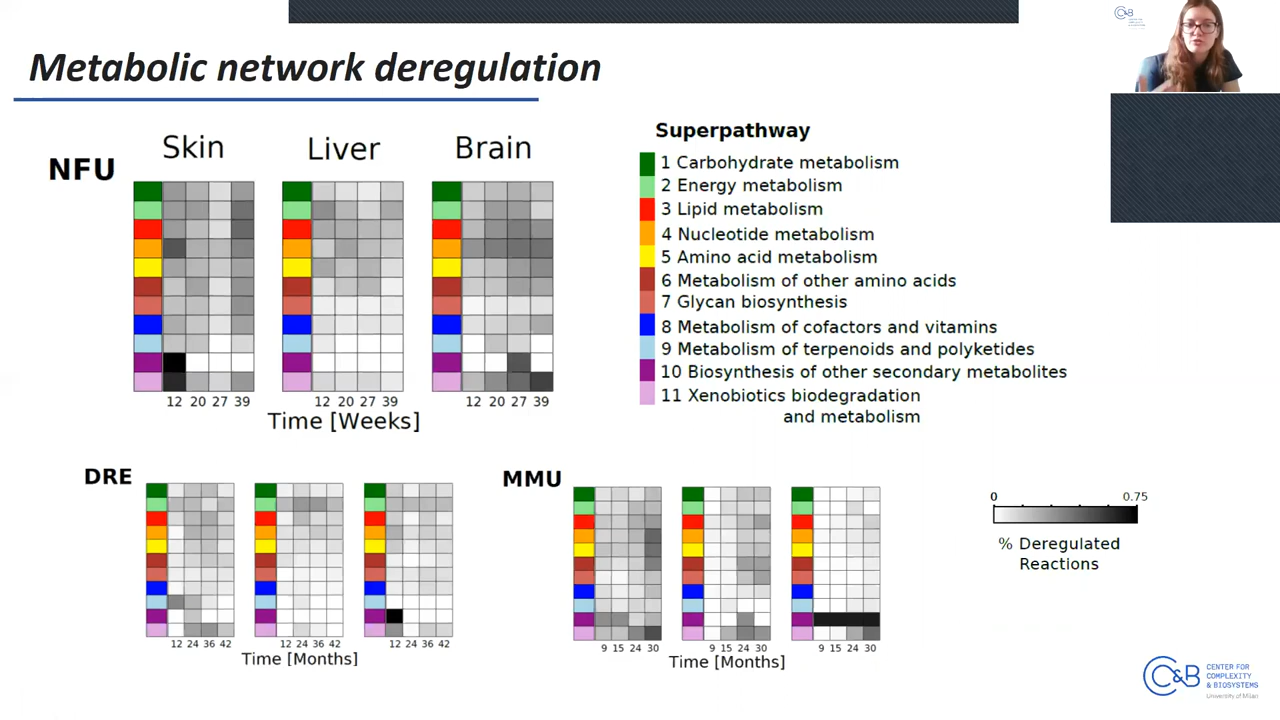 Metabolic network deregulation
C&B
NFU
Skin
Liver
Brain
12 20 27 39
12 20 27 39
12 20 27 39
Time [Weeks]
Superpathway
1 Carbohydrate metabolism
2 Energy metabolism
3 Lipid metabolism
4 Nucleotide metabolism
5 Amino acid metabolism
6 Metabolism of other amino acids
7 Glycan biosynthesis
8 Metabolism of cofactors and vitamins
9 Metabolism of terpenoids and polyketides
10 Biosynthesis of other secondary metabolites
11 Xenobiotics biodegradation
and metabolism
DRE
12 24 36 42
12 24 36 42
12 24 36 42
Time [Months]
MMU
9 15 24 30
9 15 24 30
9 15 24 30
Time [Months]
0 0.75
% Deregulated
Reactions
C&B
CENTER FOR
COMPLEXITY
& BIOSYSTEMS
University of Milan